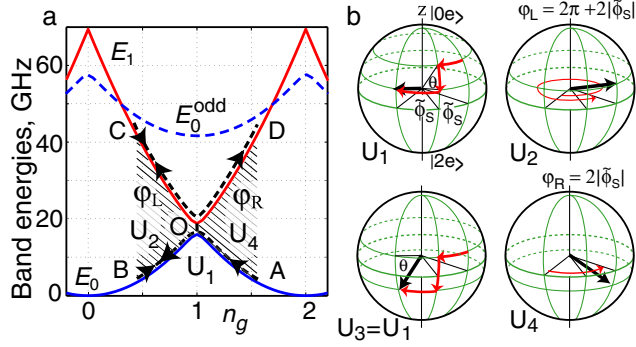 a
Band energies, GHz
60
40
20
0
E₁
E₀ᵒᵈᵈ
C
D
φL
φR
O
U₂
U₄
B
U₁
A
E₀
0
1
2
n_g
b
z |0e⟩
θ
φ̃S
φ̃S
U₁
|2e⟩
φL = 2π +2|φ̃S|
U₂
θ
U₃=U₁
φR = 2|φ̃S|
U₄